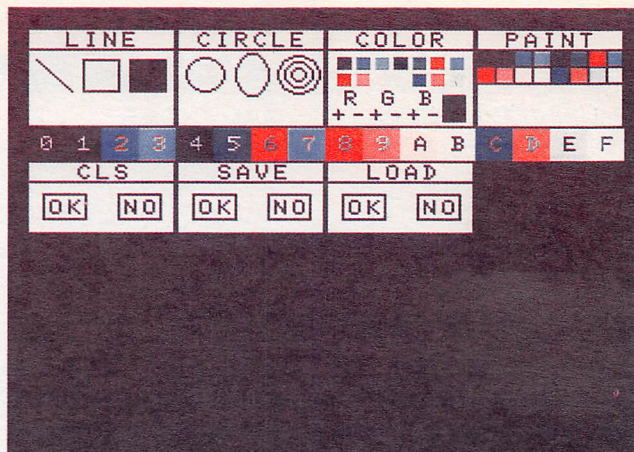 LINE CIRCLE COLOR PAINT
R G B
+-+-+-
0 1 2 3 4 5 6 7 8 9 A B C D E F
CLS SAVE LOAD
OK NO OK NO OK NO